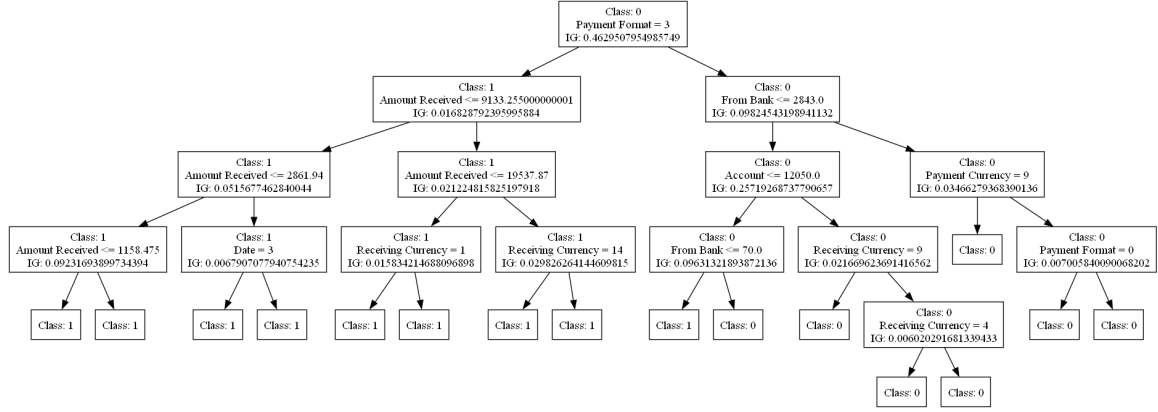 Class: 0
Payment Format = 3
IG: 0.4629507954985749
Class: 1
Amount Received <= 9133.255000000001
IG: 0.016828792395995884
Class: 0
From Bank <= 2843.0
IG: 0.09824543198941132
Class: 1
Amount Received <= 2861.94
IG: 0.0515677462840044
Class: 1
Amount Received <= 19537.87
IG: 0.021224815825197918
Class: 0
Account <= 12050.0
IG: 0.25719268737790657
Class: 0
Payment Currency = 9
IG: 0.03466279368390136
Class: 1
Amount Received <= 1158.475
IG: 0.09231693899734394
Class: 1
Date = 3
IG: 0.0067907077940754235
Class: 1
Receiving Currency = 1
IG: 0.015834214688096898
Class: 1
Receiving Currency = 14
IG: 0.029826264144609815
Class: 0
From Bank <= 70.0
IG: 0.09631321893872136
Class: 0
Receiving Currency = 9
IG: 0.021669623691416562
Class: 0
Class: 0
Payment Format = 0
IG: 0.007005840090068202
Class: 1
Class: 1
Class: 1
Class: 1
Class: 1
Class: 1
Class: 1
Class: 1
Class: 1
Class: 0
Class: 0
Class: 0
Receiving Currency = 4
IG: 0.006020291681339433
Class: 0
Class: 0
Class: 0
Class: 0